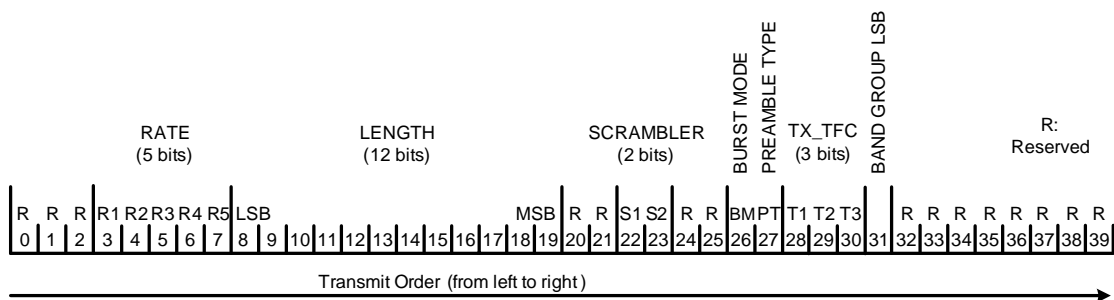 BURST MODE
PREAMBLE TYPE
BAND GROUP LSB
RATE
(5 bits)
LENGTH
(12 bits)
SCRAMBLER
(2 bits)
TX_TFC
(3 bits)
R:
Reserved
R R R R1 R2 R3 R4 R5 LSB MSB R R S1 S2 R R BM PT T1 T2 T3 R R R R R R R R
0 1 2 3 4 5 6 7 8 9 10 11 12 13 14 15 16 17 18 19 20 21 22 23 24 25 26 27 28 29 30 31 32 33 34 35 36 37 38 39
Transmit Order (from left to right)